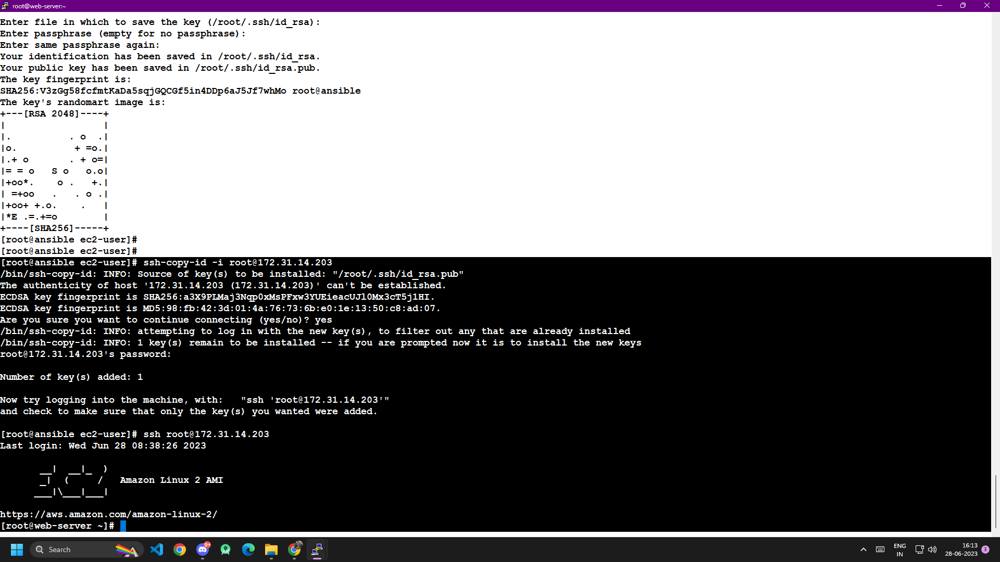 root@web-server:~
Enter file in which to save the key (/root/.ssh/id_rsa):
Enter passphrase (empty for no passphrase):
Enter same passphrase again:
Your identification has been saved in /root/.ssh/id_rsa.
Your public key has been saved in /root/.ssh/id_rsa.pub.
The key fingerprint is:
SHA256:V3zGg58fcfmtKaDa5sqjGQCGf5in4DDp6aJ5Jf7whMo root@ansible
The key's randomart image is:
+---[RSA 2048]----+
|                 |
|.          . o  .|
|o.          + =o.|
|.+ o       . + o=|
|= = o   S o   o.o|
|+oo*.    o .   +.|
| =+oo   .   . o .|
|+oo+ +.o.    .   |
|*E .=.+=o        |
+----[SHA256]-----+
[root@ansible ec2-user]#
[root@ansible ec2-user]#
[root@ansible ec2-user]# ssh-copy-id -i root@172.31.14.203
/bin/ssh-copy-id: INFO: Source of key(s) to be installed: "/root/.ssh/id_rsa.pub"
The authenticity of host '172.31.14.203 (172.31.14.203)' can't be established.
ECDSA key fingerprint is SHA256:a3X9PLMaj3Nqp0xMsPFxw3YUEieacUJl0Mx3cT5j1HI.
ECDSA key fingerprint is MD5:98:fb:42:3d:01:4a:76:73:6b:e0:1e:13:50:c8:ad:07.
Are you sure you want to continue connecting (yes/no)? yes
/bin/ssh-copy-id: INFO: attempting to log in with the new key(s), to filter out any that are already installed
/bin/ssh-copy-id: INFO: 1 key(s) remain to be installed -- if you are prompted now it is to install the new keys
root@172.31.14.203's password:
Number of key(s) added: 1
Now try logging into the machine, with:   "ssh 'root@172.31.14.203'"
and check to make sure that only the key(s) you wanted were added.
[root@ansible ec2-user]# ssh root@172.31.14.203
Last login: Wed Jun 28 08:38:26 2023
       __|  __|_  )
       _|  (     /   Amazon Linux 2 AMI
      ___|\___|___|
https://aws.amazon.com/amazon-linux-2/
[root@web-server ~]#
Search
9+
ENG
IN
16:13
28-06-2023
3